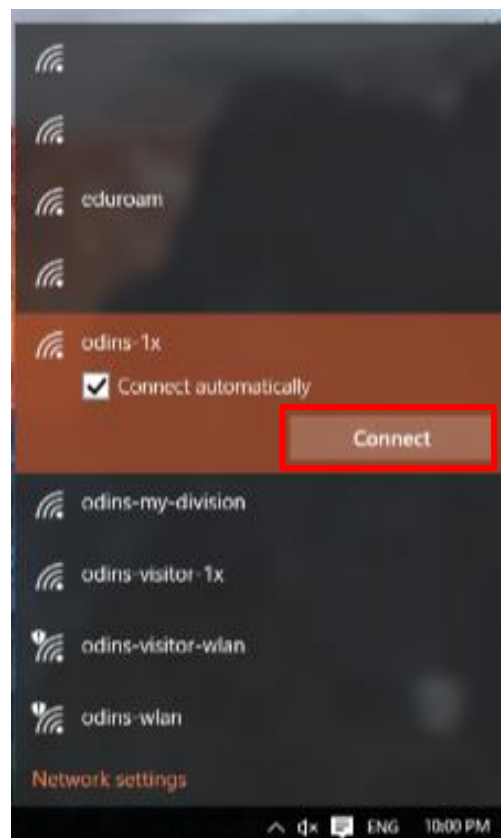 eduroam
odins-1x
Connect automatically
Connect
odins-my-division
odins-visitor-1x
odins-visitor-wlan
odins-wlan
Network settings
ENG 10:00 PM